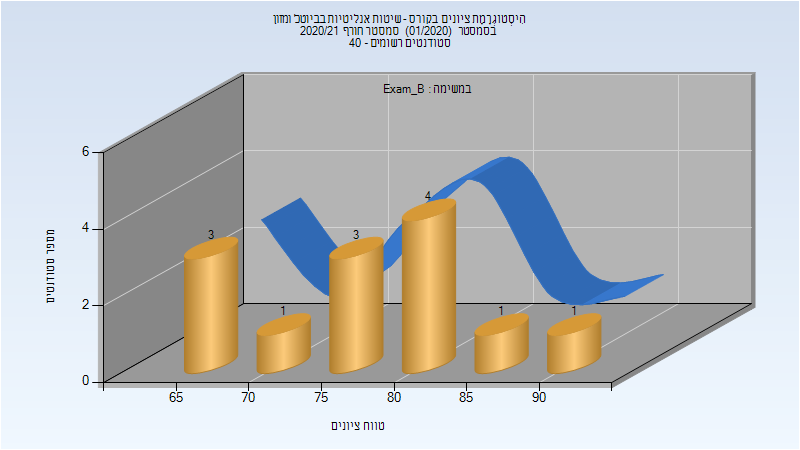 היסטוגרמת ציונים בקורס - שיטות אנליטיות בביוטכ' ומזון
בסמסטר (01/2020) סמסטר חורף 2020/21
סטודנטים רשומים - 40
במשימה : Exam_B
6
4
2
0
מספר סטודנטים
3
1
3
4
1
1
65
70
75
80
85
90
טווח ציונים